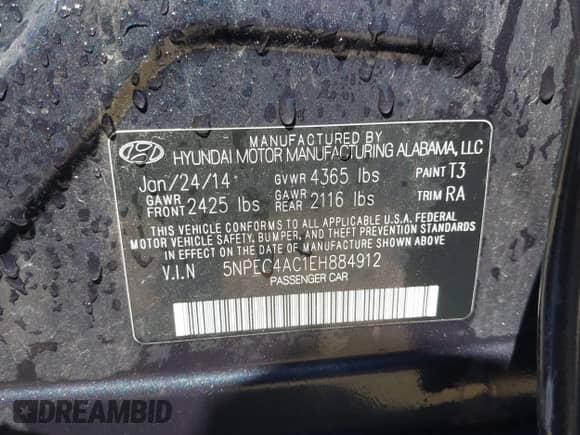 MANUFACTURED BY
HYUNDAI MOTOR MANUFACTURING ALABAMA, LLC
Jan/24/14 GVWR 4365 lbs PAINT T3
GAWR FRONT 2425 lbs GAWR REAR 2116 lbs TRIM RA
THIS VEHICLE CONFORMS TO ALL APPLICABLE U.S.A. FEDERAL
MOTOR VEHICLE SAFETY, BUMPER, AND THEFT PREVENTION
STANDARDS IN EFFECT ON THE DATE OF MANUFACTURE SHOWN ABOVE.
V.I.N 5NPEC4AC1EH884912
PASSENGER CAR
DREAMBID